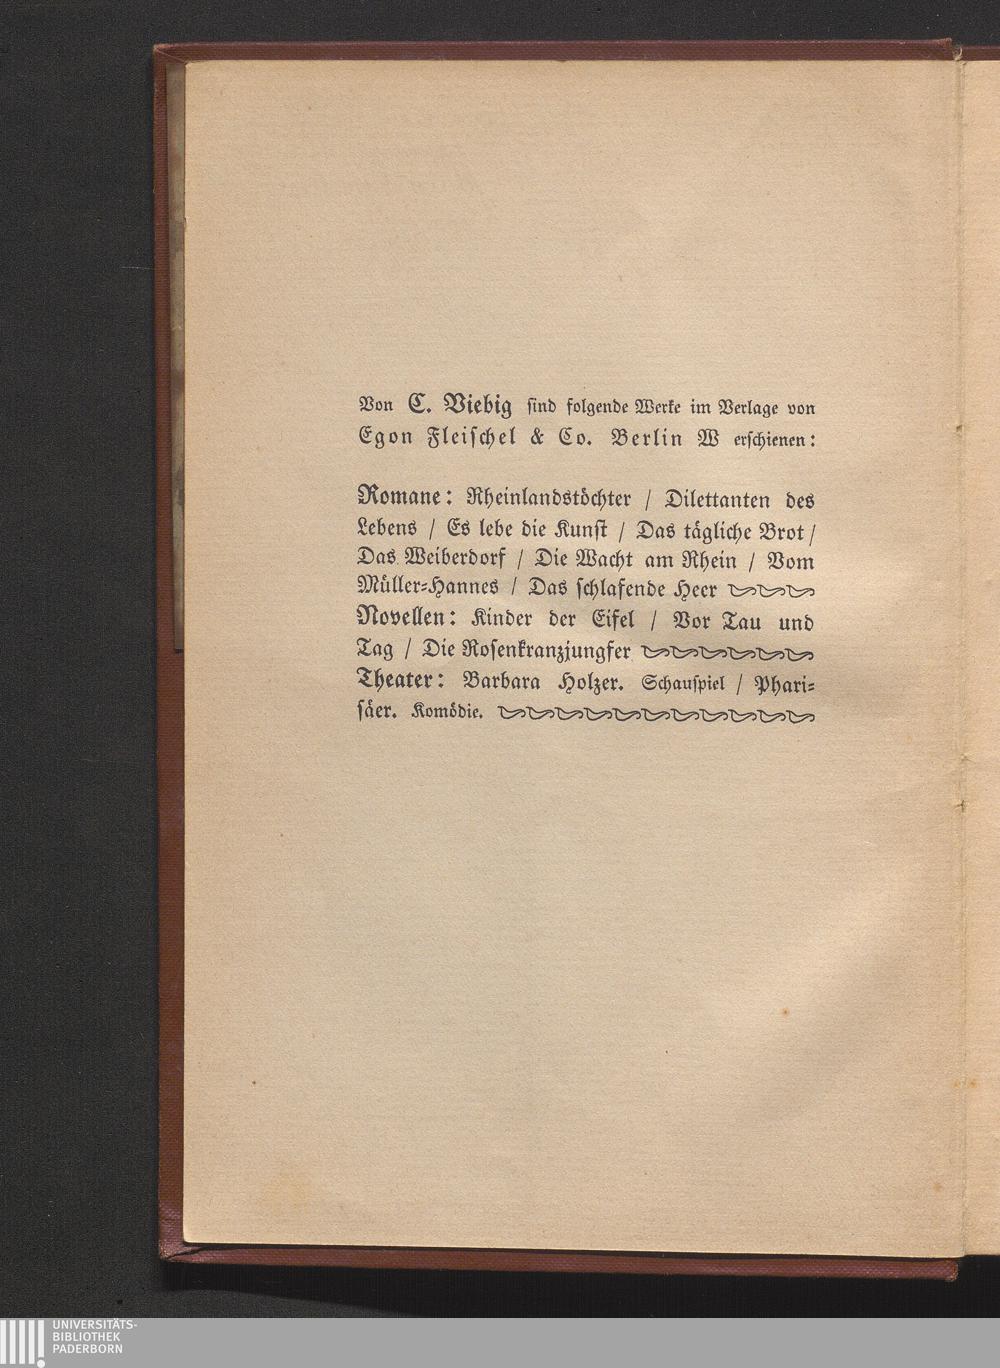 Von C. Viebig sind folgende Werke im Verlage von
Egon Fleischel & Co. Berlin W erschienen:
Romane: Rheinlandstöchter / Dilettanten des
Lebens / Es lebe die Kunst / Das tägliche Brot /
Das Weiberdorf / Die Wacht am Rhein / Vom
Müller-Hannes / Das schlafende Heer
Novellen: Kinder der Eifel / Vor Tau und
Tag / Die Rosenkranzjungfer
Theater: Barbara Holzer. Schauspiel / Phari-
säer. Komödie.
UNIVERSITÄTS-
BIBLIOTHEK
PADERBORN